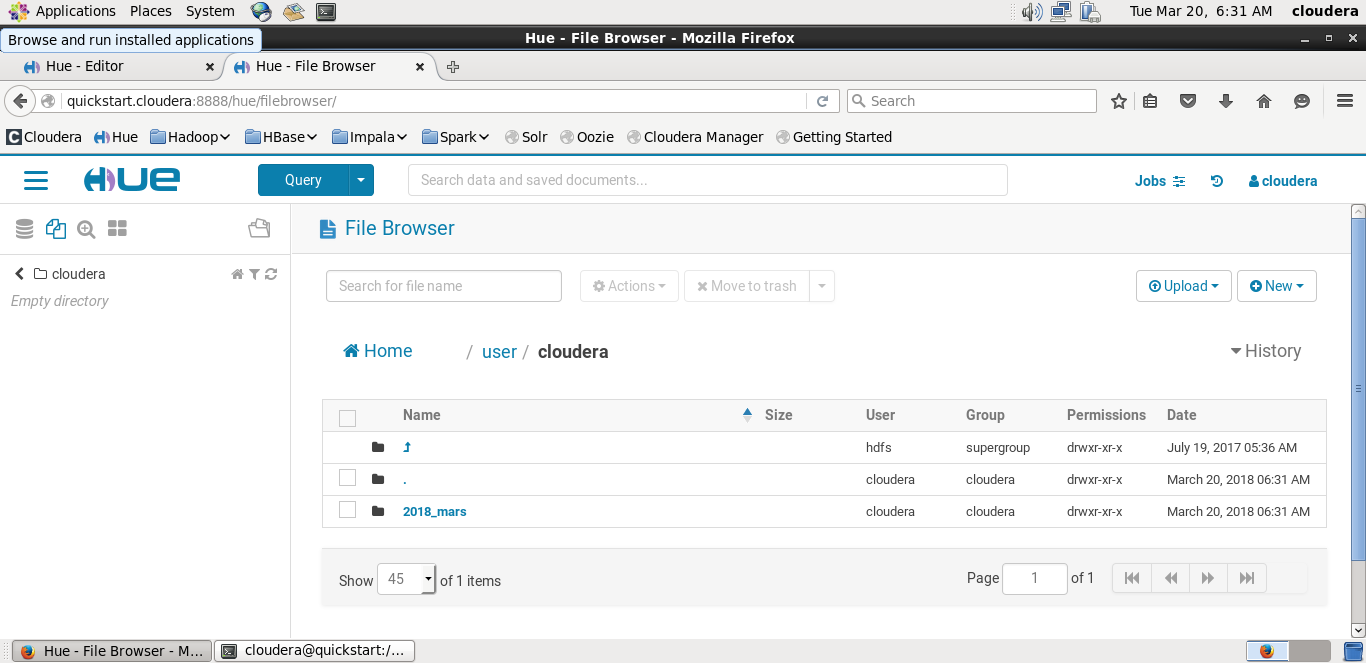 Applications Places System Tue Mar 20, 6:31 AM cloudera
Browse and run installed applications Hue - File Browser - Mozilla Firefox
Hue - Editor Hue - File Browser
quickstart.cloudera:8888/hue/filebrowser/ Search
Cloudera Hue Hadoop HBase Impala Spark Solr Oozie Cloudera Manager Getting Started
HUE Query Search data and saved documents... Jobs cloudera
File Browser
cloudera
Empty directory
Search for file name Actions Move to trash Upload New
Home / user / cloudera History
Name Size User Group Permissions Date
hdfs supergroup drwxr-xr-x July 19, 2017 05:36 AM
. cloudera cloudera drwxr-xr-x March 20, 2018 06:31 AM
2018_mars cloudera cloudera drwxr-xr-x March 20, 2018 06:31 AM
Show 45 of 1 items Page 1 of 1
Hue - File Browser - M... cloudera@quickstart:/...